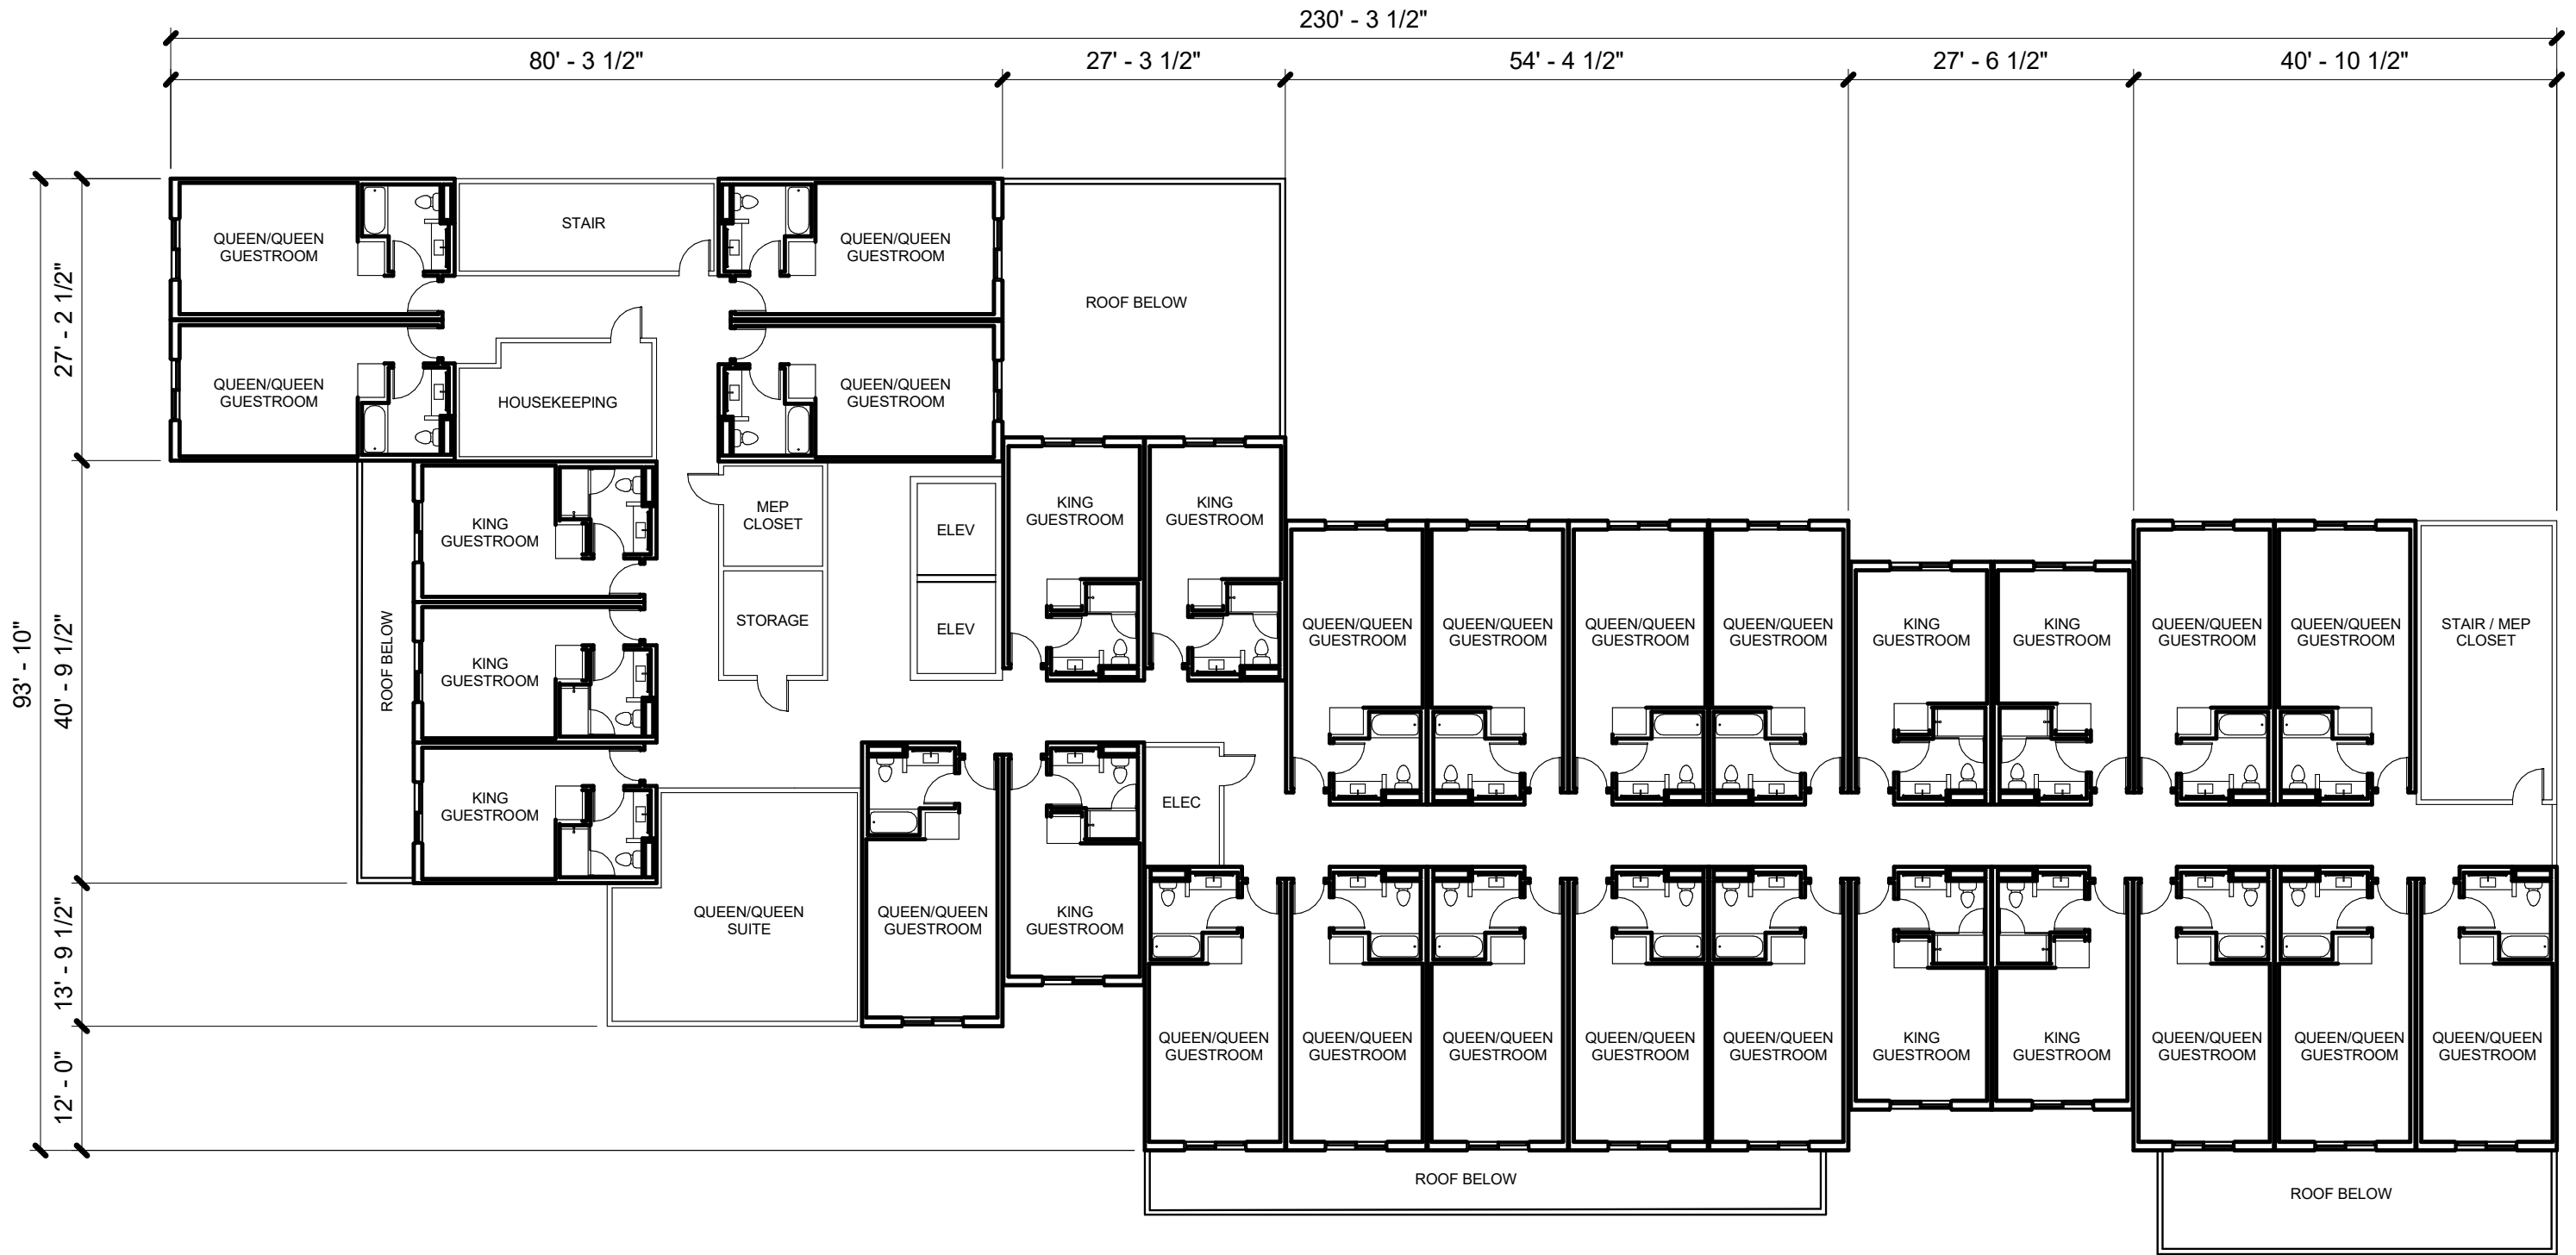 230' - 3 1/2"
80' - 3 1/2"
27' - 3 1/2"
54' - 4 1/2"
27' - 6 1/2"
40' - 10 1/2"
93' - 10"
27' - 2 1/2"
40' - 9 1/2"
13' - 9 1/2"
12' - 0"
QUEEN/QUEEN
GUESTROOM
STAIR
QUEEN/QUEEN
GUESTROOM
ROOF BELOW
QUEEN/QUEEN
GUESTROOM
HOUSEKEEPING
QUEEN/QUEEN
GUESTROOM
KING
GUESTROOM
MEP
CLOSET
ELEV
KING
GUESTROOM
KING
GUESTROOM
ROOF BELOW
KING
GUESTROOM
STORAGE
ELEV
QUEEN/QUEEN
GUESTROOM
QUEEN/QUEEN
GUESTROOM
QUEEN/QUEEN
GUESTROOM
QUEEN/QUEEN
GUESTROOM
KING
GUESTROOM
KING
GUESTROOM
QUEEN/QUEEN
GUESTROOM
QUEEN/QUEEN
GUESTROOM
STAIR / MEP
CLOSET
KING
GUESTROOM
ELEC
QUEEN/QUEEN
SUITE
QUEEN/QUEEN
GUESTROOM
KING
GUESTROOM
QUEEN/QUEEN
GUESTROOM
QUEEN/QUEEN
GUESTROOM
QUEEN/QUEEN
GUESTROOM
QUEEN/QUEEN
GUESTROOM
QUEEN/QUEEN
GUESTROOM
KING
GUESTROOM
KING
GUESTROOM
QUEEN/QUEEN
GUESTROOM
QUEEN/QUEEN
GUESTROOM
QUEEN/QUEEN
GUESTROOM
ROOF BELOW
ROOF BELOW